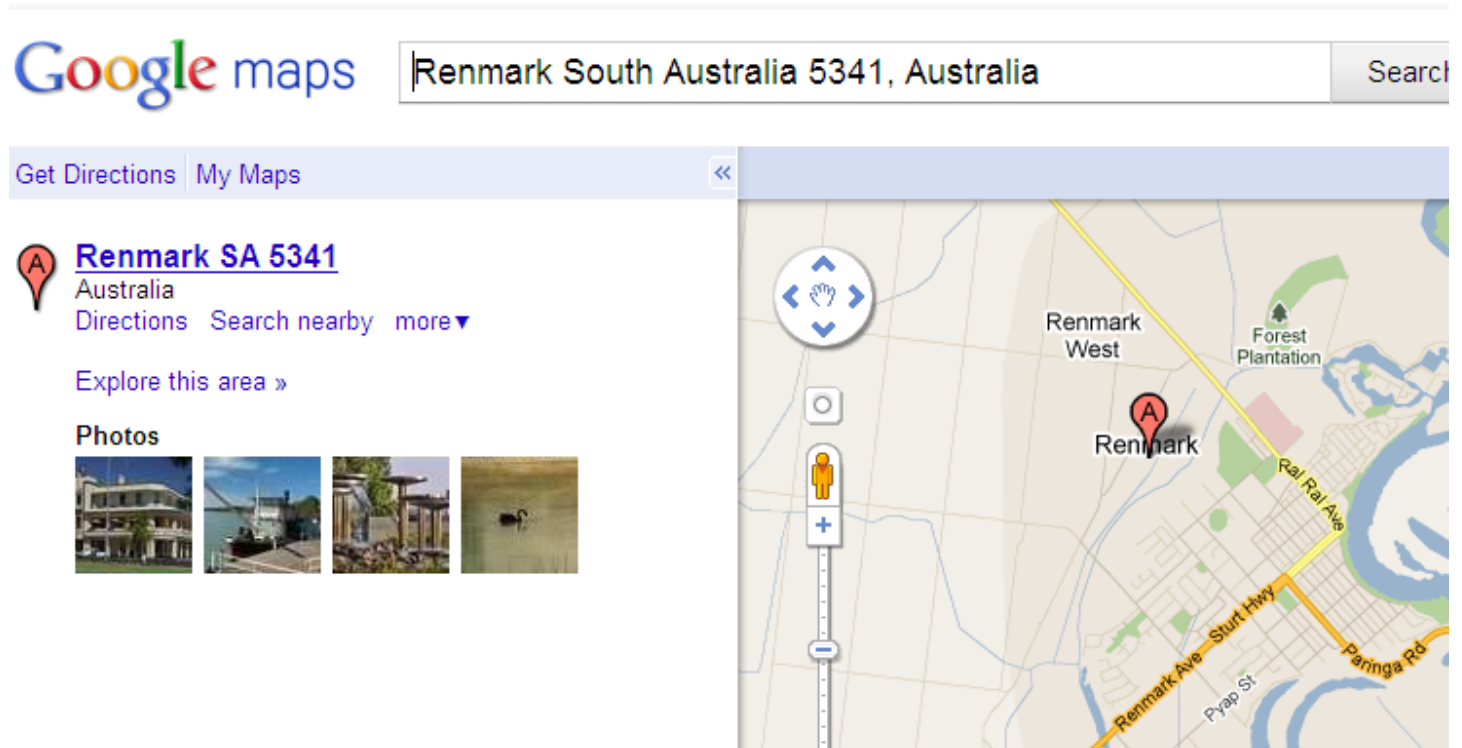 Google maps
Renmark South Australia 5341, Australia
Search
Get Directions
My Maps
«
A
Renmark SA 5341
Australia
Directions Search nearby more▼
Explore this area »
Photos
Renmark
West
Forest
Plantation
A
Renmark
Ral Ral Ave
+
Sturt Hwy
Paringa Rd
Renmark Ave
Pyap St